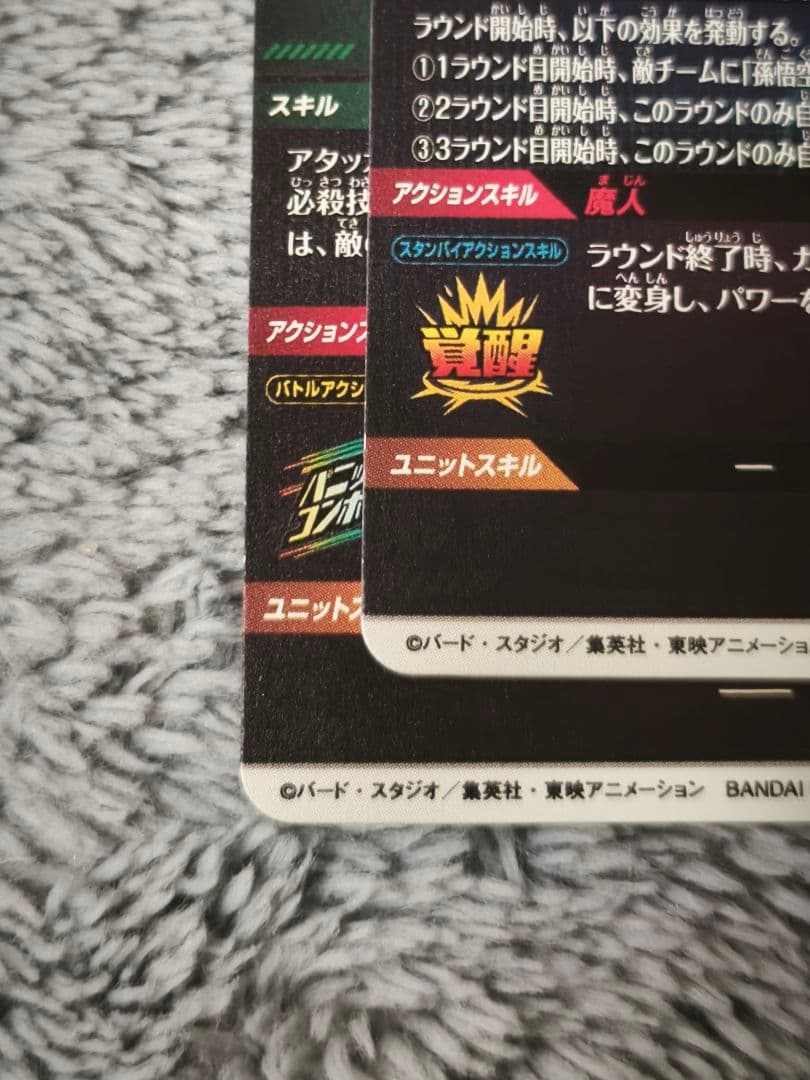 ラウンド開始時、以下の効果を発動する。
①1ラウンド目開始時、敵チームに「孫悟空
②2ラウンド目開始時、このラウンドのみ自
③3ラウンド目開始時、このラウンドのみ自
アクションスキル 魔人
スタンバイアクションスキル
ラウンド終了時、カ
に変身し、パワーを
覚醒
ユニットスキル —
©バード・スタジオ/集英社・東映アニメーショ
スキル
アタッカ
必殺技
は、敵の
アクションス
バトルアクシ
パニッ
コンボ
ユニットス
—
©バード・スタジオ/集英社・東映アニメーション BANDAI